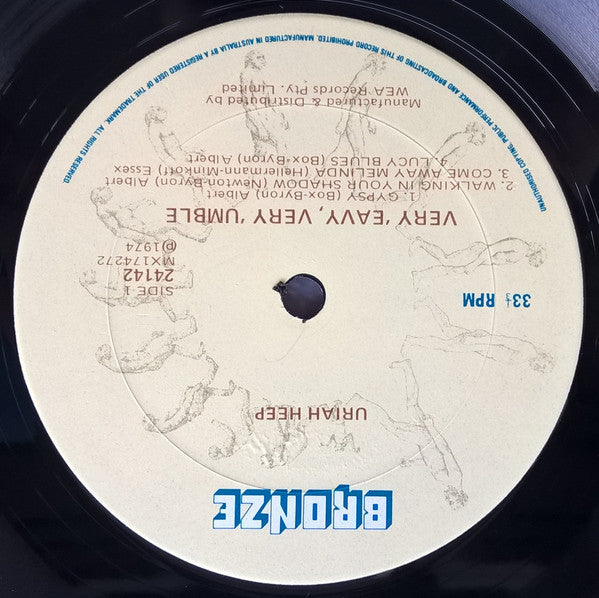 BRONZE
URIAH HEEP
33⅓ RPM
SIDE 1
24142
MX174272
℗1974
VERY 'EAVY, VERY 'UMBLE
1. GYPSY (Box-Byron) Albert
2. WALKING IN YOUR SHADOW (Newton-Byron) Albert
3. COME AWAY MELINDA (Hellermann-Minkoff) Essex
4. LUCY BLUES (Box-Byron) Albert
Manufactured & Distributed by
WEA Records Pty. Limited
UNAUTHORISED COPYING, PUBLIC PERFORMANCE AND BROADCASTING OF THIS RECORD PROHIBITED. MANUFACTURED IN AUSTRALIA BY A REGISTERED USER OF THE TRADEMARK. ALL RIGHTS RESERVED.